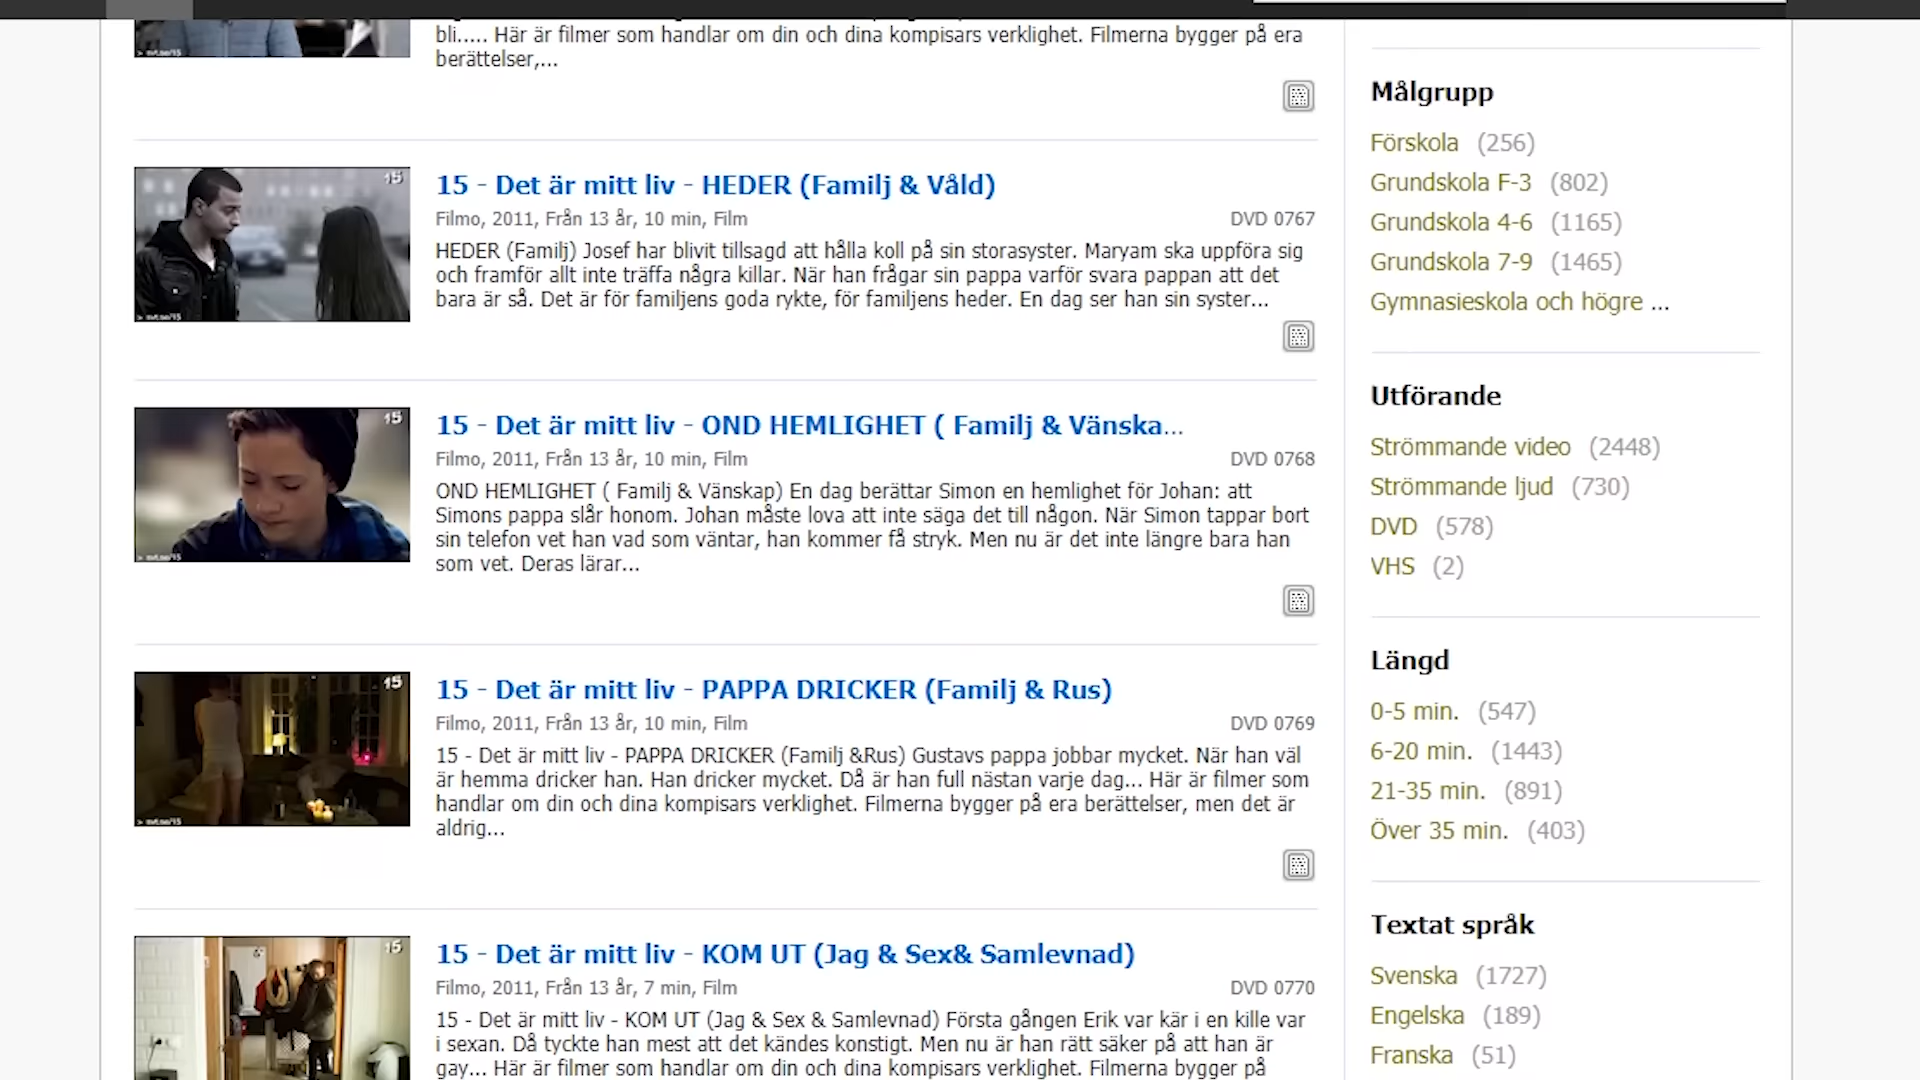 bli..... Här är filmer som handlar om din och dina kompisars verklighet. Filmerna bygger på era
berättelser,...
15 - Det är mitt liv - HEDER (Familj & Våld)
Filmo, 2011, Från 13 år, 10 min, Film
DVD 0767
HEDER (Familj) Josef har blivit tillsagd att hålla koll på sin storasyster. Maryam ska uppföra sig
och framför allt inte träffa några killar. När han frågar sin pappa varför svara pappan att det
bara är så. Det är för familjens goda rykte, för familjens heder. En dag ser han sin syster...
15
> svt.se/15
15 - Det är mitt liv - OND HEMLIGHET ( Familj & Vänska...
Filmo, 2011, Från 13 år, 10 min, Film
DVD 0768
OND HEMLIGHET ( Familj & Vänskap) En dag berättar Simon en hemlighet för Johan: att
Simons pappa slår honom. Johan måste lova att inte säga det till någon. När Simon tappar bort
sin telefon vet han vad som väntar, han kommer få stryk. Men nu är det inte längre bara han
som vet. Deras lärar...
15
> svt.se/15
15 - Det är mitt liv - PAPPA DRICKER (Familj & Rus)
Filmo, 2011, Från 13 år, 10 min, Film
DVD 0769
15 - Det är mitt liv - PAPPA DRICKER (Familj &Rus) Gustavs pappa jobbar mycket. När han väl
är hemma dricker han. Han dricker mycket. Då är han full nästan varje dag... Här är filmer som
handlar om din och dina kompisars verklighet. Filmerna bygger på era berättelser, men det är
aldrig...
15
> svt.se/15
15 - Det är mitt liv - KOM UT (Jag & Sex& Samlevnad)
Filmo, 2011, Från 13 år, 7 min, Film
DVD 0770
15 - Det är mitt liv - KOM UT (Jag & Sex & Samlevnad) Första gången Erik var kär i en kille var
i sexan. Då tyckte han mest att det kändes konstigt. Men nu är han rätt säker på att han är
gay... Här är filmer som handlar om din och dina kompisars verklighet. Filmerna bygger på
15
Målgrupp
Förskola (256)
Grundskola F-3 (802)
Grundskola 4-6 (1165)
Grundskola 7-9 (1465)
Gymnasieskola och högre ...
Utförande
Strömmande video (2448)
Strömmande ljud (730)
DVD (578)
VHS (2)
Längd
0-5 min. (547)
6-20 min. (1443)
21-35 min. (891)
Över 35 min. (403)
Textat språk
Svenska (1727)
Engelska (189)
Franska (51)